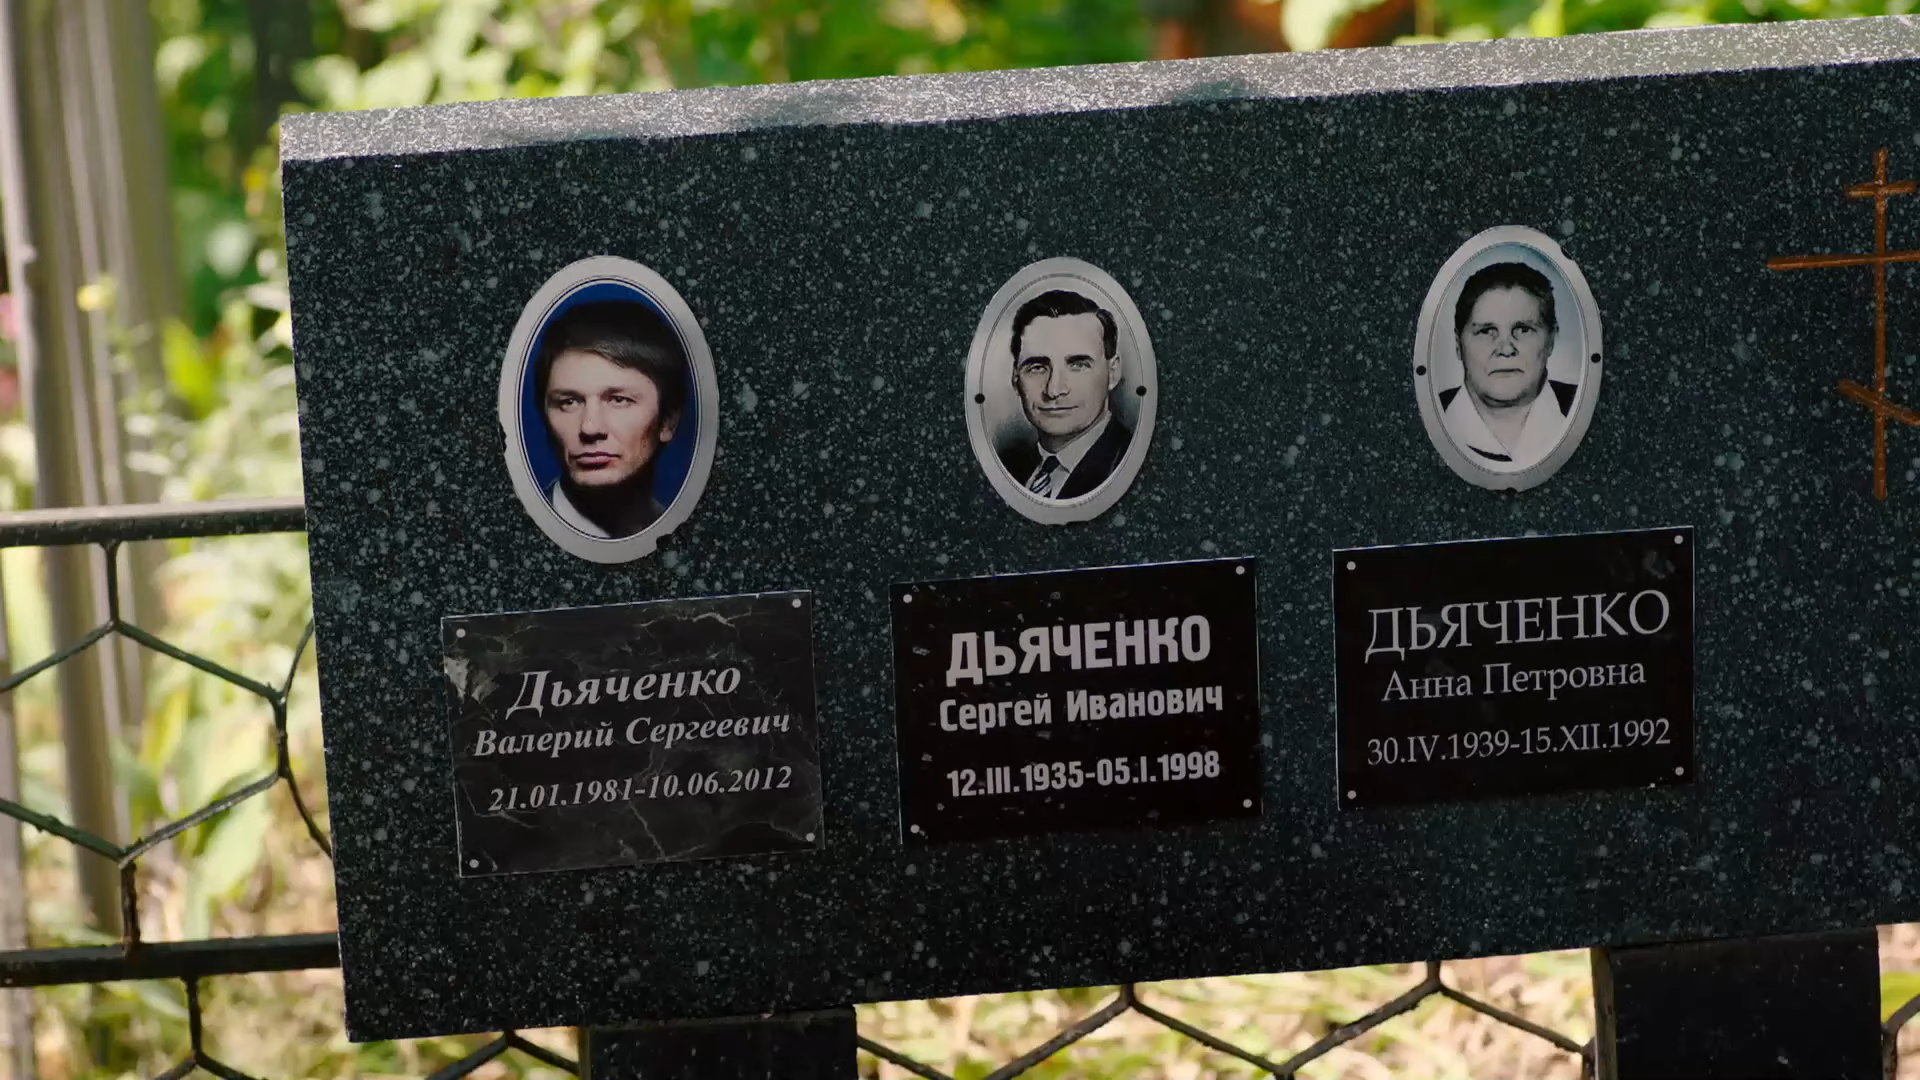 Дьяченко
Валерий Сергеевич
21.01.1981-10.06.2012
ДЬЯЧЕНКО
Сергей Иванович
12.III.1935-05.I.1998
ДЬЯЧЕНКО
Анна Петровна
30.IV.1939-15.XII.1992